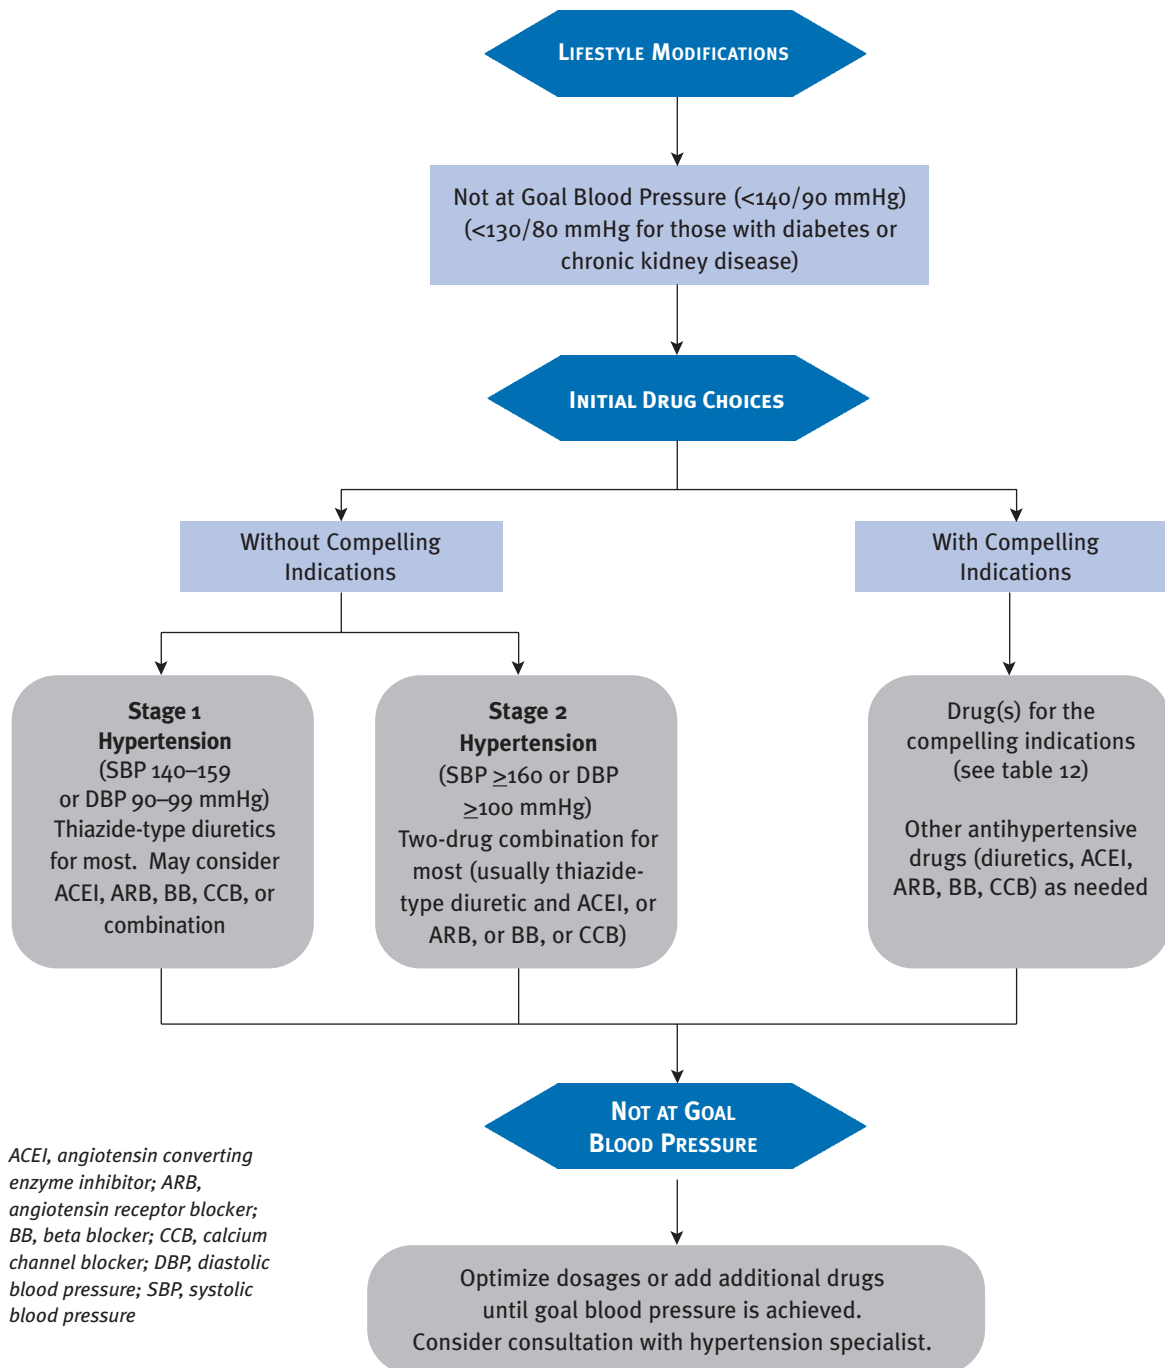 Lifestyle Modifications
Not at Goal Blood Pressure (<140/90 mmHg)
(<130/80 mmHg for those with diabetes or
chronic kidney disease)
Initial Drug Choices
Without Compelling
Indications
With Compelling
Indications
Stage 1
Hypertension
(SBP 140–159
or DBP 90–99 mmHg)
Thiazide-type diuretics
for most. May consider
ACEI, ARB, BB, CCB, or
combination
Stage 2
Hypertension
(SBP ≥160 or DBP
≥100 mmHg)
Two-drug combination for
most (usually thiazide-
type diuretic and ACEI, or
ARB, or BB, or CCB)
Drug(s) for the
compelling indications
(see table 12)
Other antihypertensive
drugs (diuretics, ACEI,
ARB, BB, CCB) as needed
Not at Goal
Blood Pressure
ACEI, angiotensin converting
enzyme inhibitor; ARB,
angiotensin receptor blocker;
BB, beta blocker; CCB, calcium
channel blocker; DBP, diastolic
blood pressure; SBP, systolic
blood pressure
Optimize dosages or add additional drugs
until goal blood pressure is achieved.
Consider consultation with hypertension specialist.